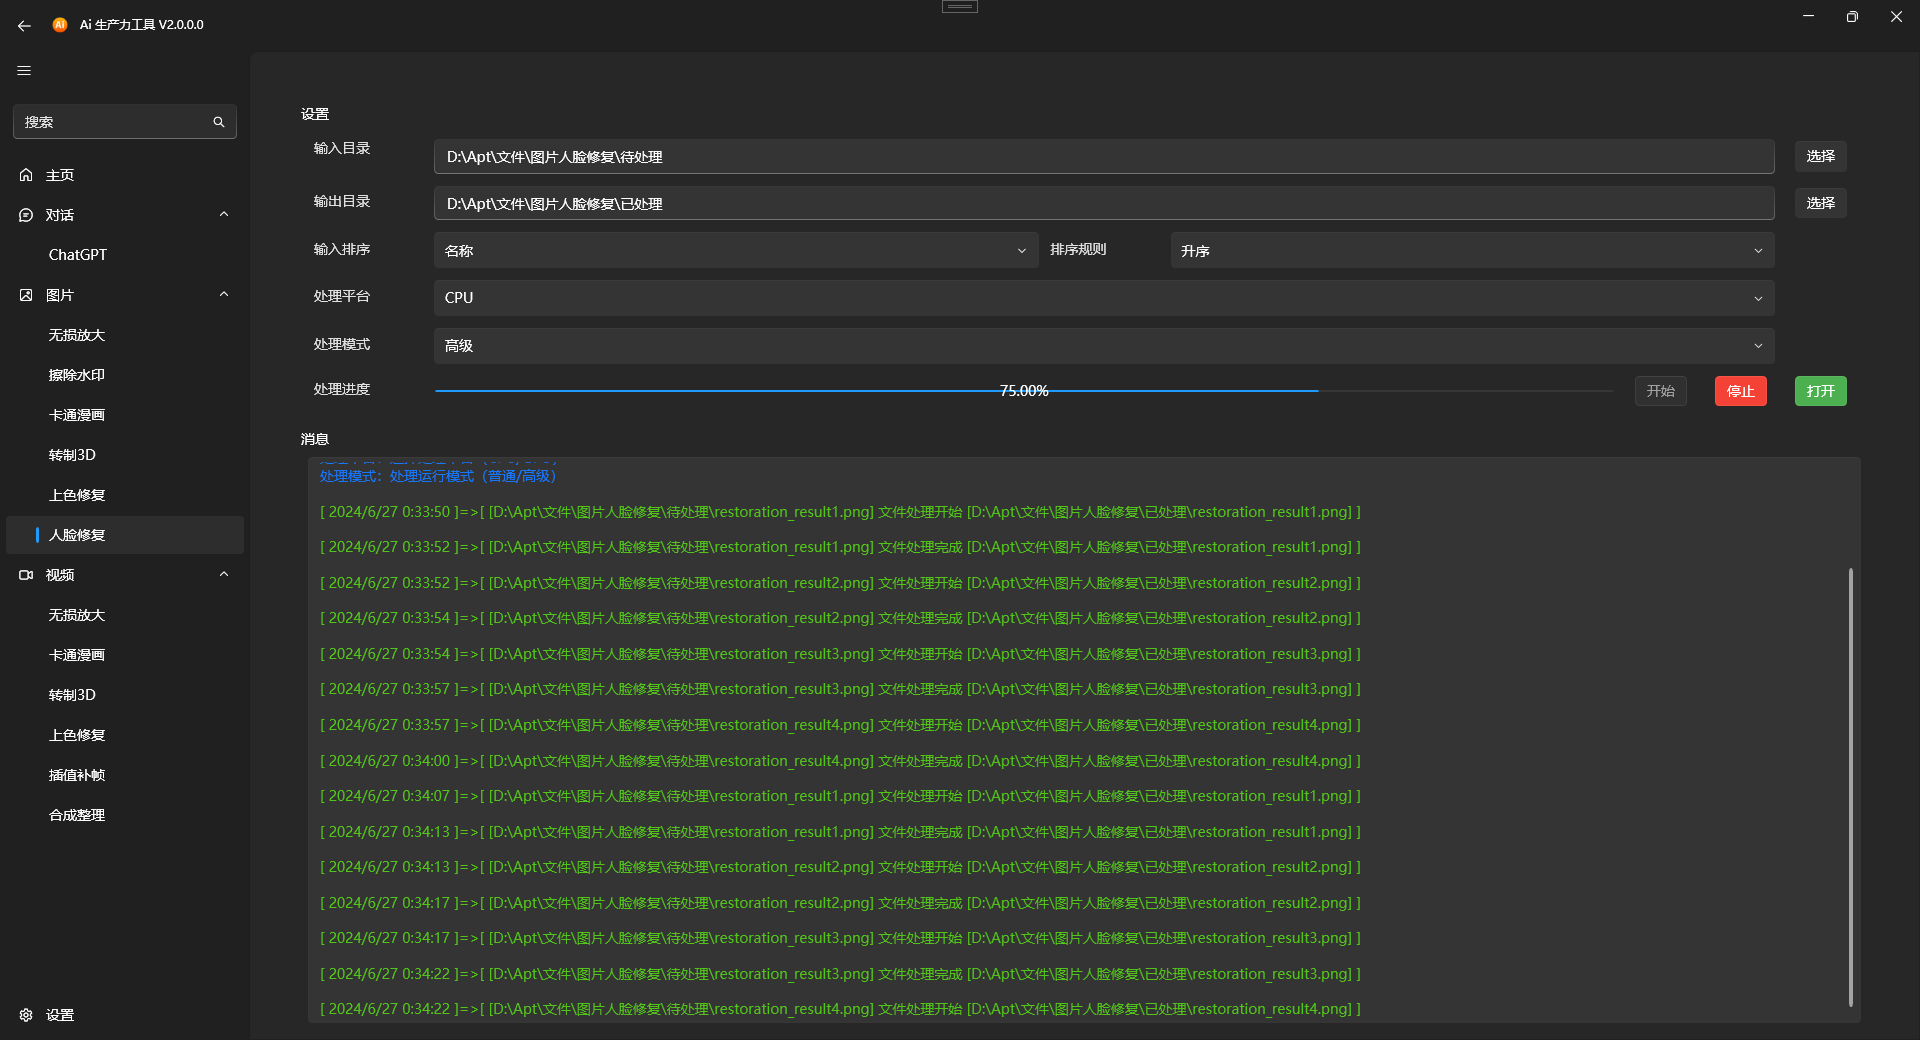 Ai 生产力工具 V2.0.0.0
搜索
主页
对话
ChatGPT
图片
无损放大
擦除水印
卡通漫画
转制3D
上色修复
人脸修复
视频
无损放大
卡通漫画
转制3D
上色修复
插值补帧
合成整理
设置
设置
输入目录 D:\Apt\文件\图片人脸修复\待处理 选择
输出目录 D:\Apt\文件\图片人脸修复\已处理 选择
输入排序 名称 排序规则 升序
处理平台 CPU
处理模式 高级
处理进度 75.00% 开始 停止 打开
消息
处理模式：处理运行模式（普通/高级）
[ 2024/6/27 0:33:50 ]=>[ [D:\Apt\文件\图片人脸修复\待处理\restoration_result1.png] 文件处理开始 [D:\Apt\文件\图片人脸修复\已处理\restoration_result1.png] ]
[ 2024/6/27 0:33:52 ]=>[ [D:\Apt\文件\图片人脸修复\待处理\restoration_result1.png] 文件处理完成 [D:\Apt\文件\图片人脸修复\已处理\restoration_result1.png] ]
[ 2024/6/27 0:33:52 ]=>[ [D:\Apt\文件\图片人脸修复\待处理\restoration_result2.png] 文件处理开始 [D:\Apt\文件\图片人脸修复\已处理\restoration_result2.png] ]
[ 2024/6/27 0:33:54 ]=>[ [D:\Apt\文件\图片人脸修复\待处理\restoration_result2.png] 文件处理完成 [D:\Apt\文件\图片人脸修复\已处理\restoration_result2.png] ]
[ 2024/6/27 0:33:54 ]=>[ [D:\Apt\文件\图片人脸修复\待处理\restoration_result3.png] 文件处理开始 [D:\Apt\文件\图片人脸修复\已处理\restoration_result3.png] ]
[ 2024/6/27 0:33:57 ]=>[ [D:\Apt\文件\图片人脸修复\待处理\restoration_result3.png] 文件处理完成 [D:\Apt\文件\图片人脸修复\已处理\restoration_result3.png] ]
[ 2024/6/27 0:33:57 ]=>[ [D:\Apt\文件\图片人脸修复\待处理\restoration_result4.png] 文件处理开始 [D:\Apt\文件\图片人脸修复\已处理\restoration_result4.png] ]
[ 2024/6/27 0:34:00 ]=>[ [D:\Apt\文件\图片人脸修复\待处理\restoration_result4.png] 文件处理完成 [D:\Apt\文件\图片人脸修复\已处理\restoration_result4.png] ]
[ 2024/6/27 0:34:07 ]=>[ [D:\Apt\文件\图片人脸修复\待处理\restoration_result1.png] 文件处理开始 [D:\Apt\文件\图片人脸修复\已处理\restoration_result1.png] ]
[ 2024/6/27 0:34:13 ]=>[ [D:\Apt\文件\图片人脸修复\待处理\restoration_result1.png] 文件处理完成 [D:\Apt\文件\图片人脸修复\已处理\restoration_result1.png] ]
[ 2024/6/27 0:34:13 ]=>[ [D:\Apt\文件\图片人脸修复\待处理\restoration_result2.png] 文件处理开始 [D:\Apt\文件\图片人脸修复\已处理\restoration_result2.png] ]
[ 2024/6/27 0:34:17 ]=>[ [D:\Apt\文件\图片人脸修复\待处理\restoration_result2.png] 文件处理完成 [D:\Apt\文件\图片人脸修复\已处理\restoration_result2.png] ]
[ 2024/6/27 0:34:17 ]=>[ [D:\Apt\文件\图片人脸修复\待处理\restoration_result3.png] 文件处理开始 [D:\Apt\文件\图片人脸修复\已处理\restoration_result3.png] ]
[ 2024/6/27 0:34:22 ]=>[ [D:\Apt\文件\图片人脸修复\待处理\restoration_result3.png] 文件处理完成 [D:\Apt\文件\图片人脸修复\已处理\restoration_result3.png] ]
[ 2024/6/27 0:34:22 ]=>[ [D:\Apt\文件\图片人脸修复\待处理\restoration_result4.png] 文件处理开始 [D:\Apt\文件\图片人脸修复\已处理\restoration_result4.png] ]